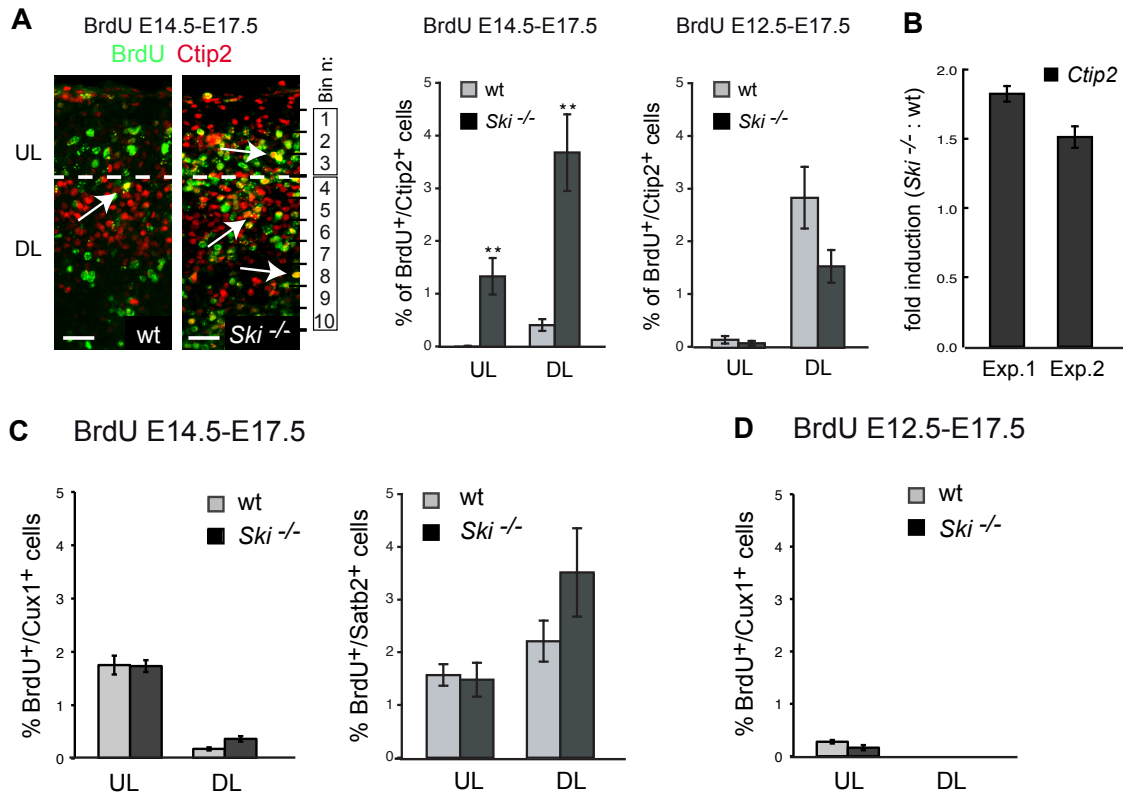 A
BrdU E14.5-E17.5
BrdU Ctip2
UL
DL
wt
Ski -/-
Bin n:
1
2
3
4
5
6
7
8
9
10
BrdU E14.5-E17.5
% of BrdU+/Ctip2+ cells
5
4
3
2
1
0
wt
Ski -/-
**
**
UL
DL
BrdU E12.5-E17.5
% of BrdU+/Ctip2+ cells
5
4
3
2
1
0
wt
Ski -/-
UL
DL
B
fold induction (Ski -/- : wt)
2.0
1.5
1.0
0.5
0.0
Ctip2
Exp.1
Exp.2
C
BrdU E14.5-E17.5
% BrdU+/Cux1+ cells
5
4
3
2
1
0
wt
Ski -/-
UL
DL
% BrdU+/Satb2+ cells
5
4
3
2
1
0
wt
Ski -/-
UL
DL
D
BrdU E12.5-E17.5
% BrdU+/Cux1+ cells
5
4
3
2
1
0
wt
Ski -/-
UL
DL